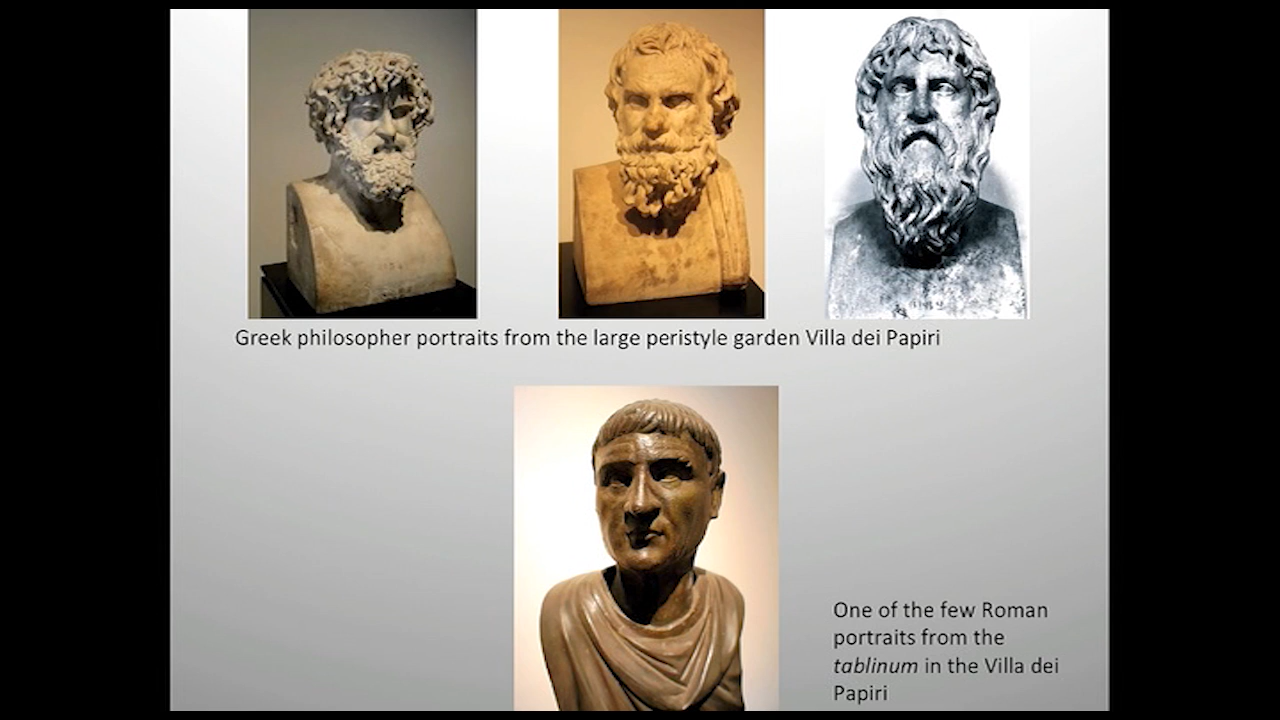 Greek philosopher portraits from the large peristyle garden Villa dei Papiri
One of the few Roman
portraits from the
tablinum in the Villa dei
Papiri